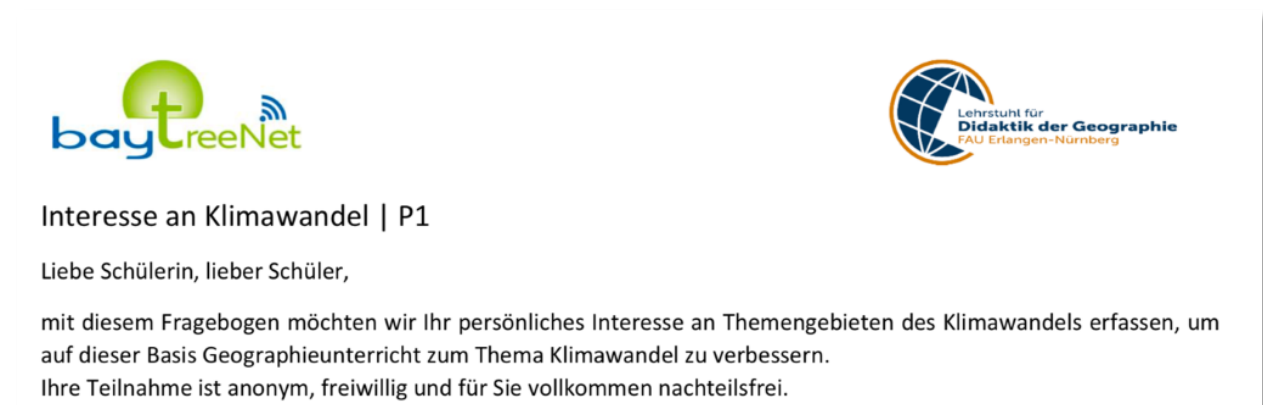 baytreeNet
Lehrstuhl für
Didaktik der Geographie
FAU Erlangen-Nürnberg
Interesse an Klimawandel | P1
Liebe Schülerin, lieber Schüler,
mit diesem Fragebogen möchten wir Ihr persönliches Interesse an Themengebieten des Klimawandels erfassen, um
auf dieser Basis Geographieunterricht zum Thema Klimawandel zu verbessern.
Ihre Teilnahme ist anonym, freiwillig und für Sie vollkommen nachteilsfrei.